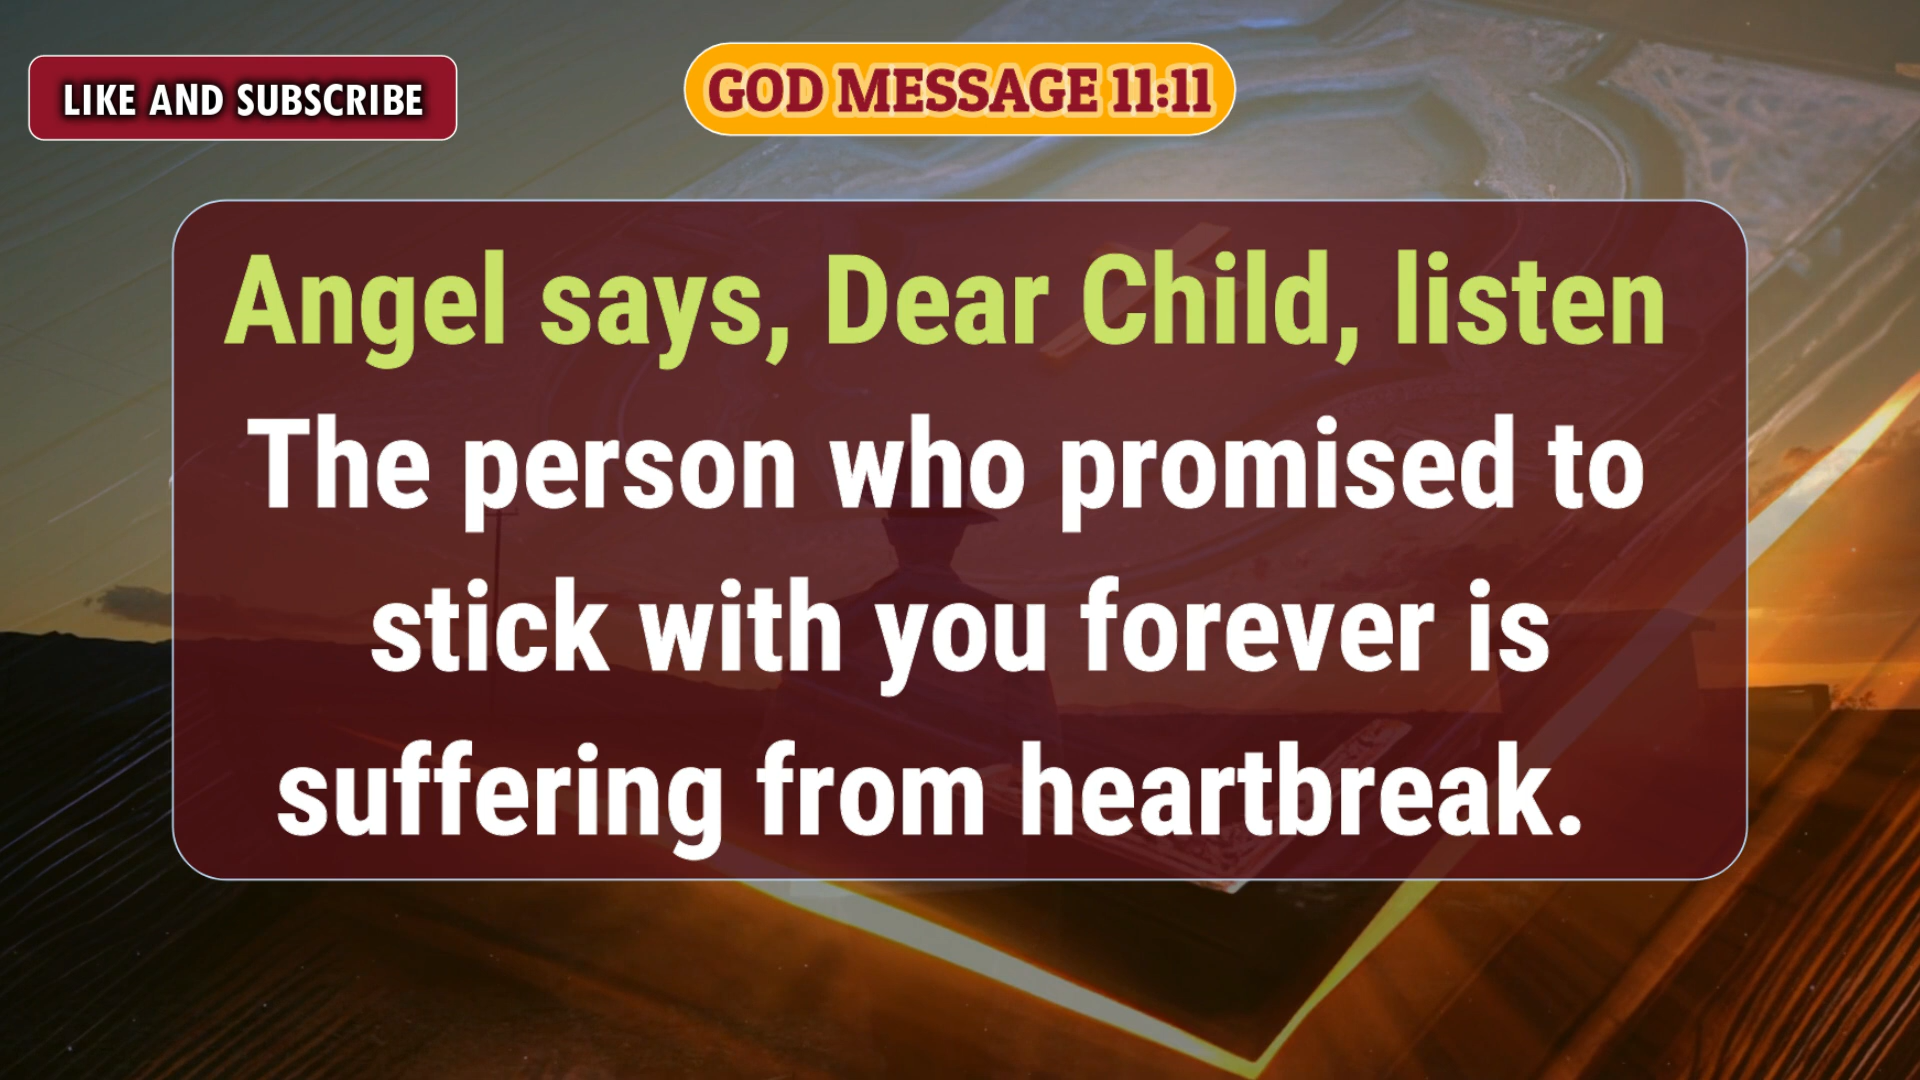 LIKE AND SUBSCRIBE
GOD MESSAGE 11:11
Angel says, Dear Child, listen
The person who promised to
stick with you forever is
suffering from heartbreak.